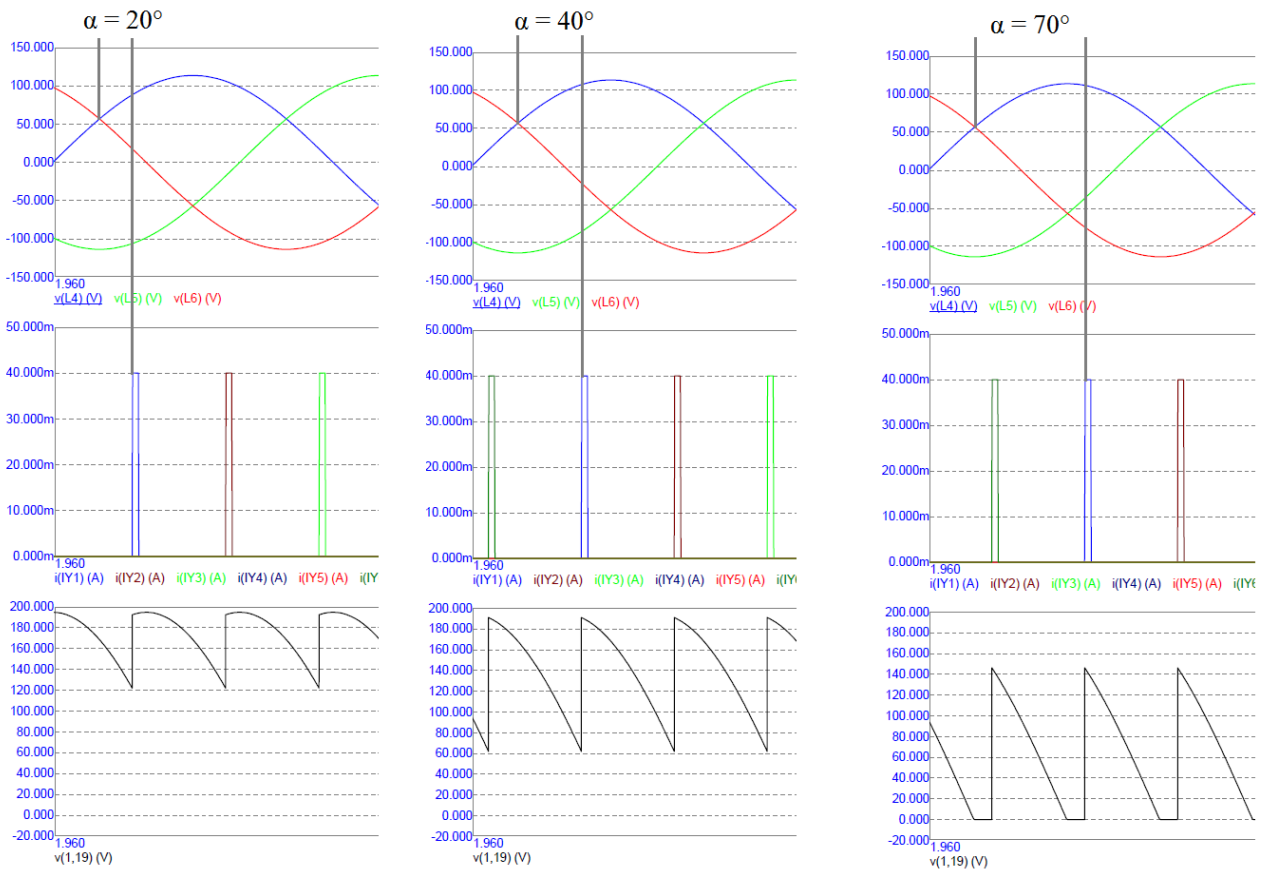 α = 20°
150.000
100.000
50.000
0.000
-50.000
-100.000
-150.000
1.960
v(L4) (V) v(L5) (V) v(L6) (V)
50.000m
40.000m
30.000m
20.000m
10.000m
0.000m
1.960
i(IY1) (A) i(IY2) (A) i(IY3) (A) i(IY4) (A) i(IY5) (A) i(IY
200.000
180.000
160.000
140.000
120.000
100.000
80.000
60.000
40.000
20.000
0.000
-20.000
1.960
v(1,19) (V)
α = 40°
150.000
100.000
50.000
0.000
-50.000
-100.000
-150.000
1.960
v(L4) (V) v(L5) (V) v(L6) (V)
50.000m
40.000m
30.000m
20.000m
10.000m
0.000m
1.960
i(IY1) (A) i(IY2) (A) i(IY3) (A) i(IY4) (A) i(IY5) (A) i(IY6
200.000
180.000
160.000
140.000
120.000
100.000
80.000
60.000
40.000
20.000
0.000
-20.000
1.960
v(1,19) (V)
α = 70°
150.000
100.000
50.000
0.000
-50.000
-100.000
-150.000
1.960
v(L4) (V) v(L5) (V) v(L6) (V)
50.000m
40.000m
30.000m
20.000m
10.000m
0.000m
1.960
i(IY1) (A) i(IY2) (A) i(IY3) (A) i(IY4) (A) i(IY5) (A) i(IY6
200.000
180.000
160.000
140.000
120.000
100.000
80.000
60.000
40.000
20.000
0.000
-20.000
1.960
v(1,19) (V)